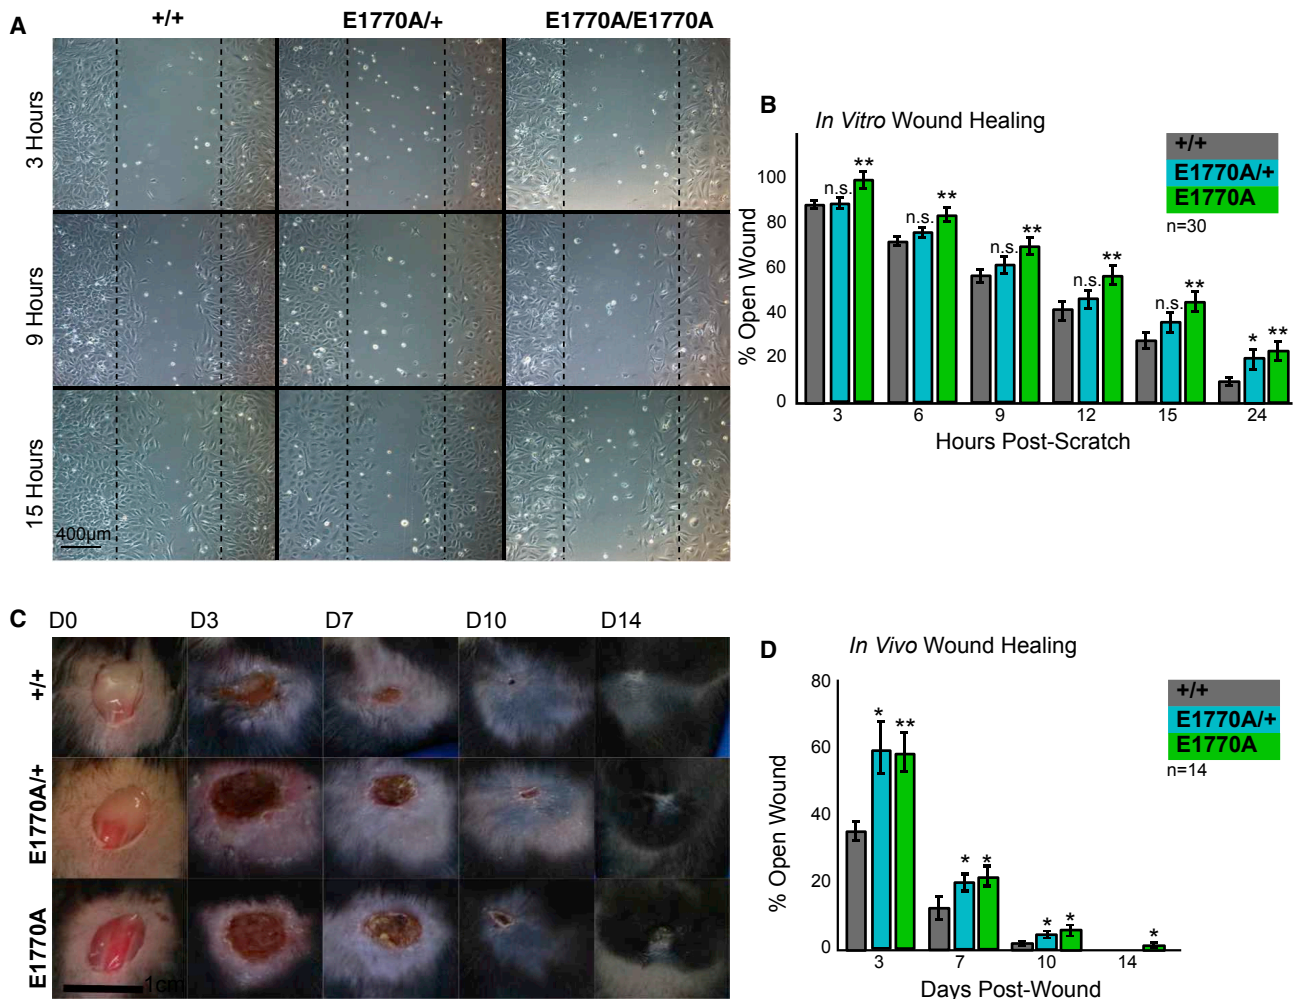 A
+/+ E1770A/+ E1770A/E1770A
3 Hours
9 Hours
15 Hours
400µm
B
In Vitro Wound Healing
+/+
E1770A/+
E1770A
n=30
% Open Wound
100
80
60
40
20
0
n.s. **
n.s. **
n.s. **
n.s. **
n.s. **
* **
3 6 9 12 15 24
Hours Post-Scratch
C
D0 D3 D7 D10 D14
+/+
E1770A/+
E1770A
1cm
D
In Vivo Wound Healing
+/+
E1770A/+
E1770A
n=14
% Open Wound
80
60
40
20
0
* **
* *
* *
*
3 7 10 14
Days Post-Wound